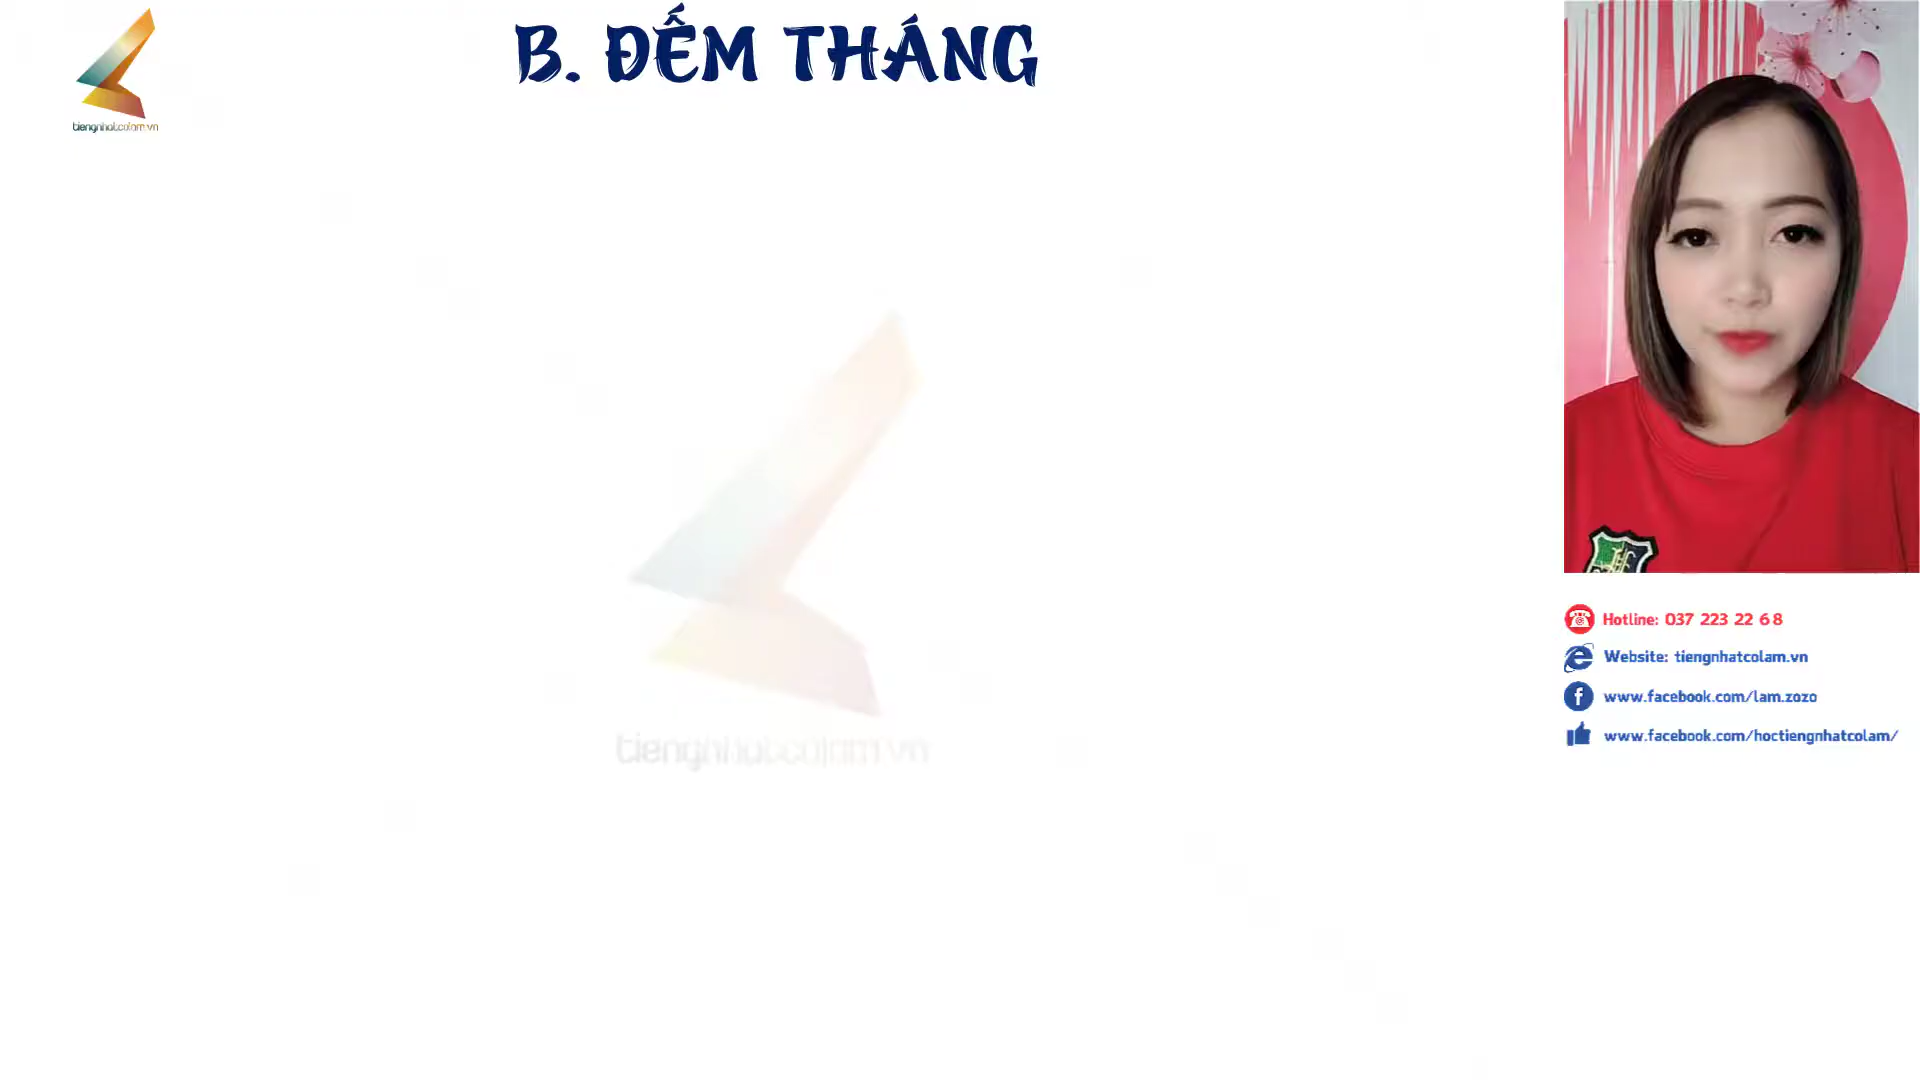 B. ĐẾM THÁNG
tiengnhatcolam.vn
tiengnhatcolam.vn
Hotline: 037 223 22 68
Website: tiengnhatcolam.vn
www.facebook.com/lam.zozo
www.facebook.com/hoctiengnhatcolam/